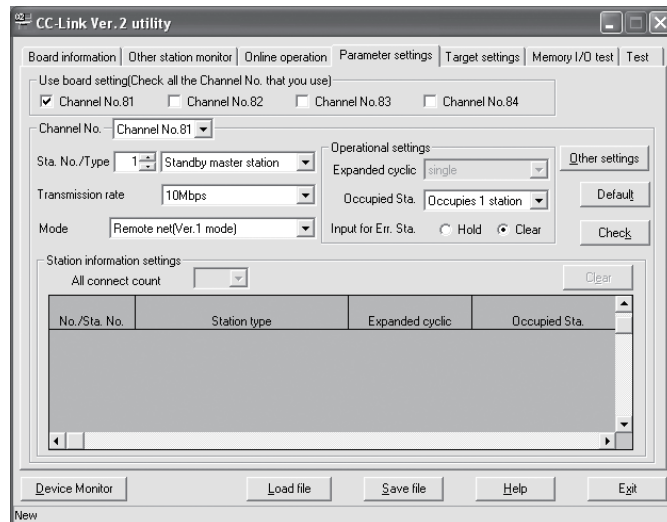 CC-Link Ver.2 utility
Board information Other station monitor Online operation Parameter settings Target settings Memory I/O test Test
Use board setting(Check all the Channel No. that you use)
Channel No.81 Channel No.82 Channel No.83 Channel No.84
Channel No. Channel No.81
Sta. No./Type 1 Standby master station
Transmission rate 10Mbps
Mode Remote net(Ver.1 mode)
Operational settings
Expanded cyclic single
Occupied Sta. Occupies 1 station
Input for Err. Sta. Hold Clear
Other settings
Default
Check
Station information settings
All connect count
Clear
No./Sta. No. Station type Expanded cyclic Occupied Sta.
Device Monitor Load file Save file Help Exit
New